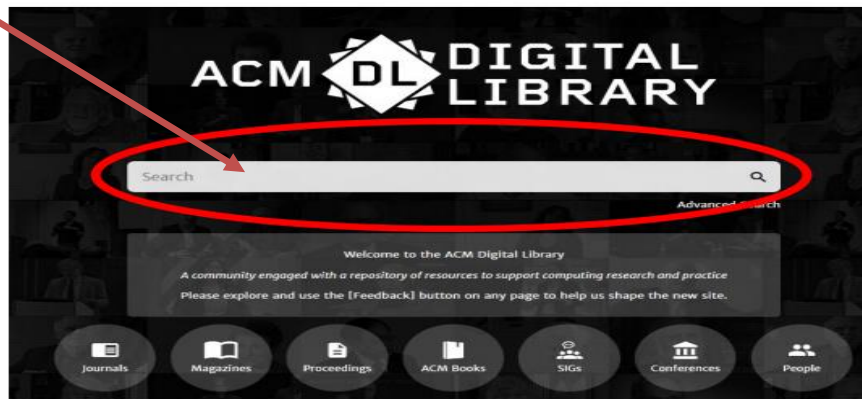 ACM DL DIGITAL
LIBRARY
Search
Advanced Search
Welcome to the ACM Digital Library
A community engaged with a repository of resources to support computing research and practice
Please explore and use the [Feedback] button on any page to help us shape the new site.
Journals
Magazines
Proceedings
ACM Books
SIGs
Conferences
People